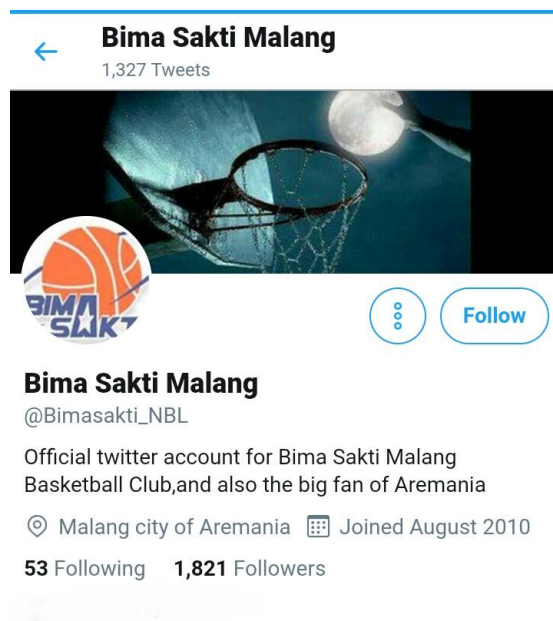 Bima Sakti Malang
1,327 Tweets
BIMA
SAKTI
Follow
Bima Sakti Malang
@Bimasakti_NBL
Official twitter account for Bima Sakti Malang
Basketball Club,and also the big fan of Aremania
Malang city of Aremania Joined August 2010
53 Following 1,821 Followers